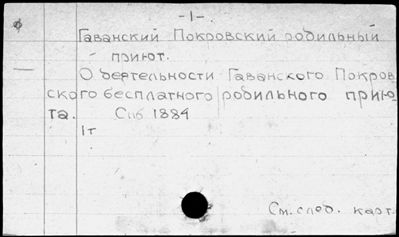 -1-.
Гаванский Покровский родильный
приют.
О деятельности Гаванского Покров
ского бесплатного родильного прию-
та. Спб 1884
1т
См. след. карт.